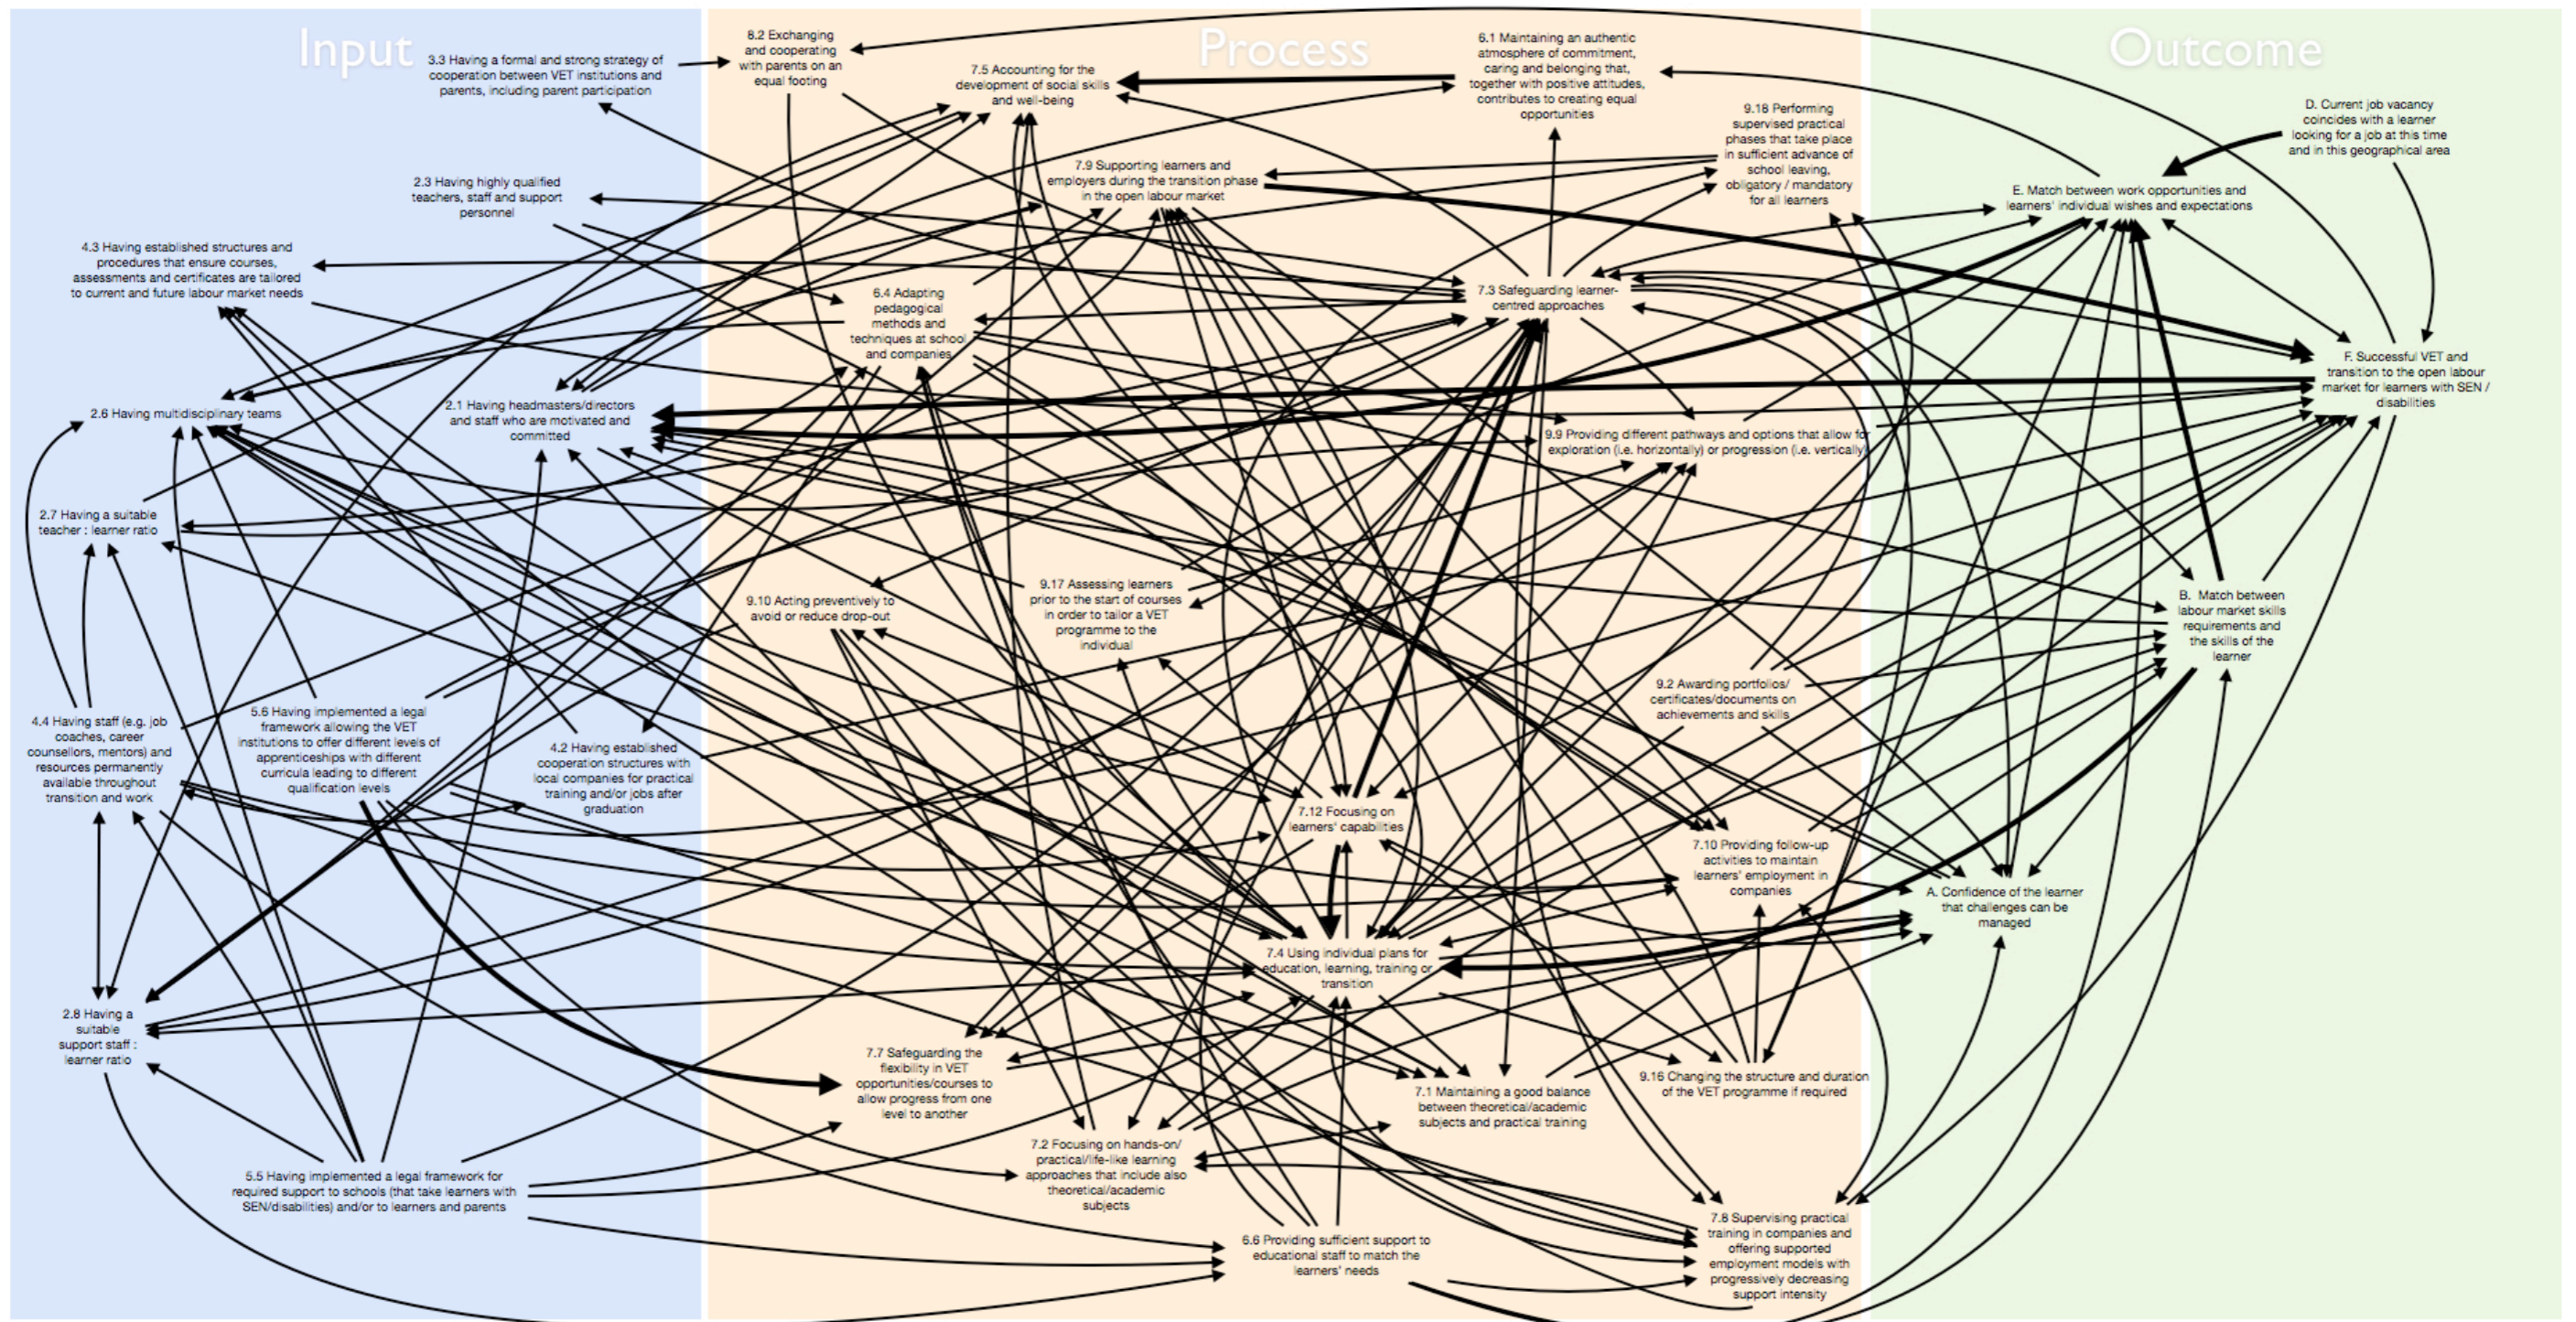 Input
3.3 Having a formal and strong strategy of
cooperation between VET institutions and
parents, including parent participation
2.3 Having highly qualified
teachers, staff and support
personnel
4.3 Having established structures and
procedures that ensure courses,
assessments and certificates are tailored
to current and future labour market needs
2.6 Having multidisciplinary teams
2.1 Having headmasters/directors
and staff who are motivated and
committed
2.7 Having a suitable
teacher : learner ratio
4.4 Having staff (e.g. job
coaches, career
counsellors, mentors) and
resources permanently
available throughout
transition and work
5.6 Having implemented a legal
framework allowing the VET
institutions to offer different levels of
apprenticeships with different
curricula leading to different
qualification levels
4.2 Having established
cooperation structures with
local companies for practical
training and/or jobs after
graduation
2.8 Having a
suitable
support staff :
learner ratio
5.5 Having implemented a legal framework for
required support to schools (that take learners with
SEN/disabilities) and/or to learners and parents
Process
8.2 Exchanging
and cooperating
with parents on an
equal footing
7.5 Accounting for the
development of social skills
and well-being
6.1 Maintaining an authentic
atmosphere of commitment,
caring and belonging that,
together with positive attitudes,
contributes to creating equal
opportunities
9.18 Performing
supervised practical
phases that take place
in sufficient advance of
school leaving,
obligatory / mandatory
for all learners
7.9 Supporting learners and
employers during the transition phase
in the open labour market
6.4 Adapting
pedagogical
methods and
techniques at school
and companies
7.3 Safeguarding learner-
centred approaches
9.9 Providing different pathways and options that allow for
exploration (i.e. horizontally) or progression (i.e. vertically)
9.10 Acting preventively to
avoid or reduce drop-out
9.17 Assessing learners
prior to the start of courses
in order to tailor a VET
programme to the
individual
9.2 Awarding portfolios/
certificates/documents on
achievements and skills
7.12 Focusing on
learners' capabilities
7.10 Providing follow-up
activities to maintain
learners' employment in
companies
7.4 Using individual plans for
education, learning, training or
transition
7.7 Safeguarding the
flexibility in VET
opportunities/courses to
allow progress from one
level to another
7.1 Maintaining a good balance
between theoretical/academic
subjects and practical training
9.16 Changing the structure and duration
of the VET programme if required
7.2 Focusing on hands-on/
practical/life-like learning
approaches that include also
theoretical/academic
subjects
6.6 Providing sufficient support to
educational staff to match the
learners' needs
7.8 Supervising practical
training in companies and
offering supported
employment models with
progressively decreasing
support intensity
Outcome
D. Current job vacancy
coincides with a learner
looking for a job at this time
and in this geographical area
E. Match between work opportunities and
learners' individual wishes and expectations
F. Successful VET and
transition to the open labour
market for learners with SEN /
disabilities
B. Match between
labour market skills
requirements and
the skills of the
learner
A. Confidence of the learner
that challenges can be
managed